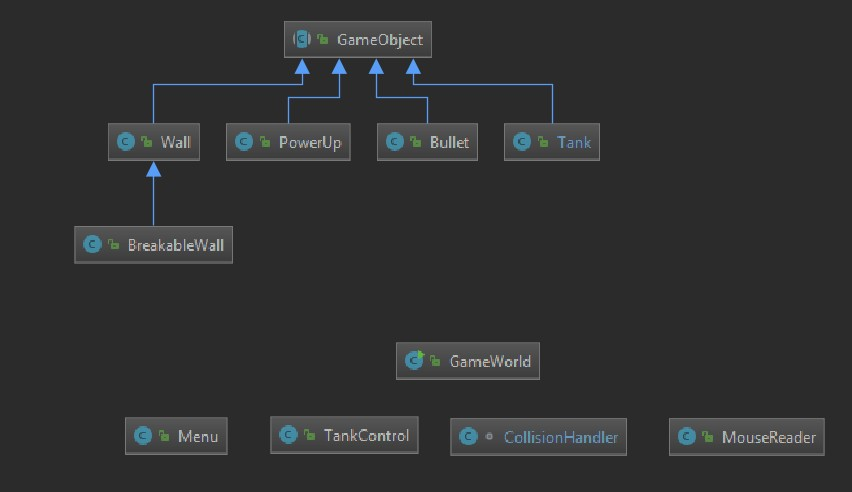 GameObject
Wall
PowerUp
Bullet
Tank
BreakableWall
GameWorld
Menu
TankControl
CollisionHandler
MouseReader